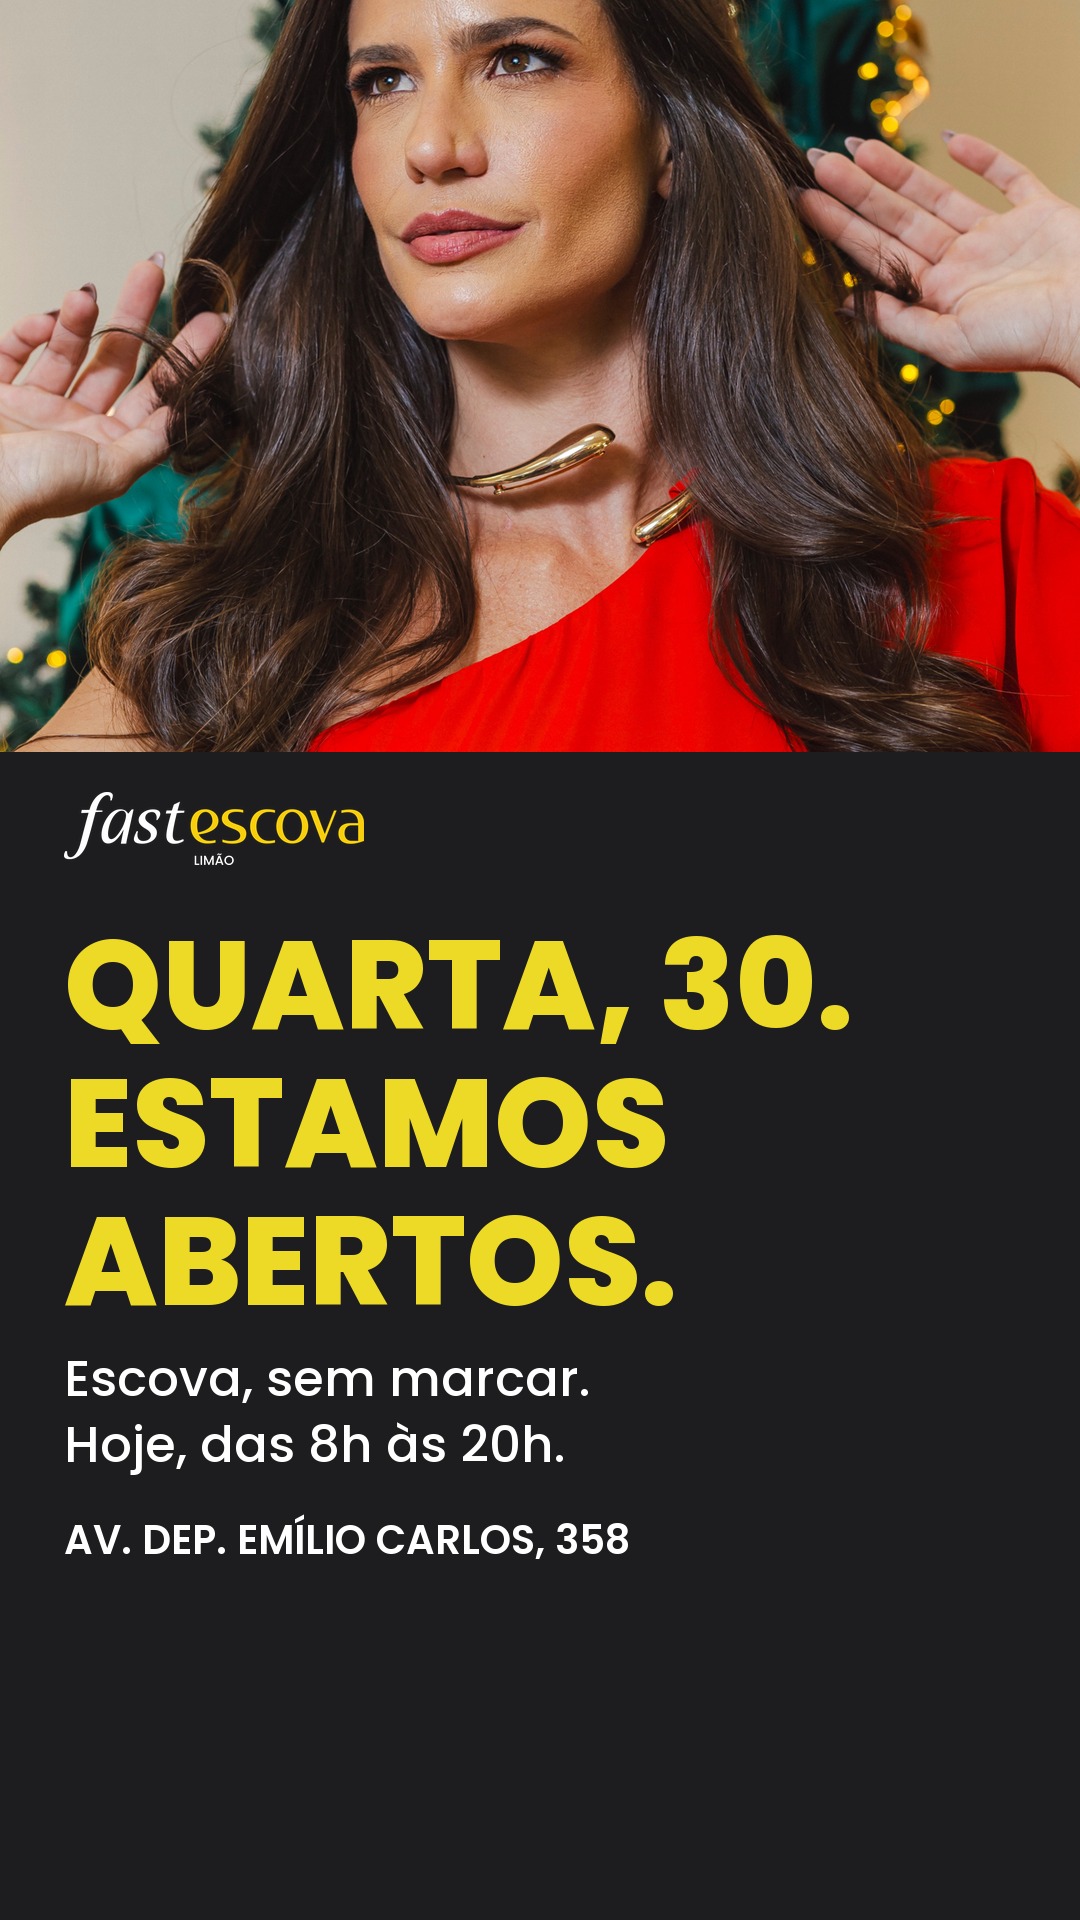 fastescova
LIMÃO
QUARTA, 30.
ESTAMOS
ABERTOS.
Escova, sem marcar.
Hoje, das 8h às 20h.
AV. DEP. EMÍLIO CARLOS, 358